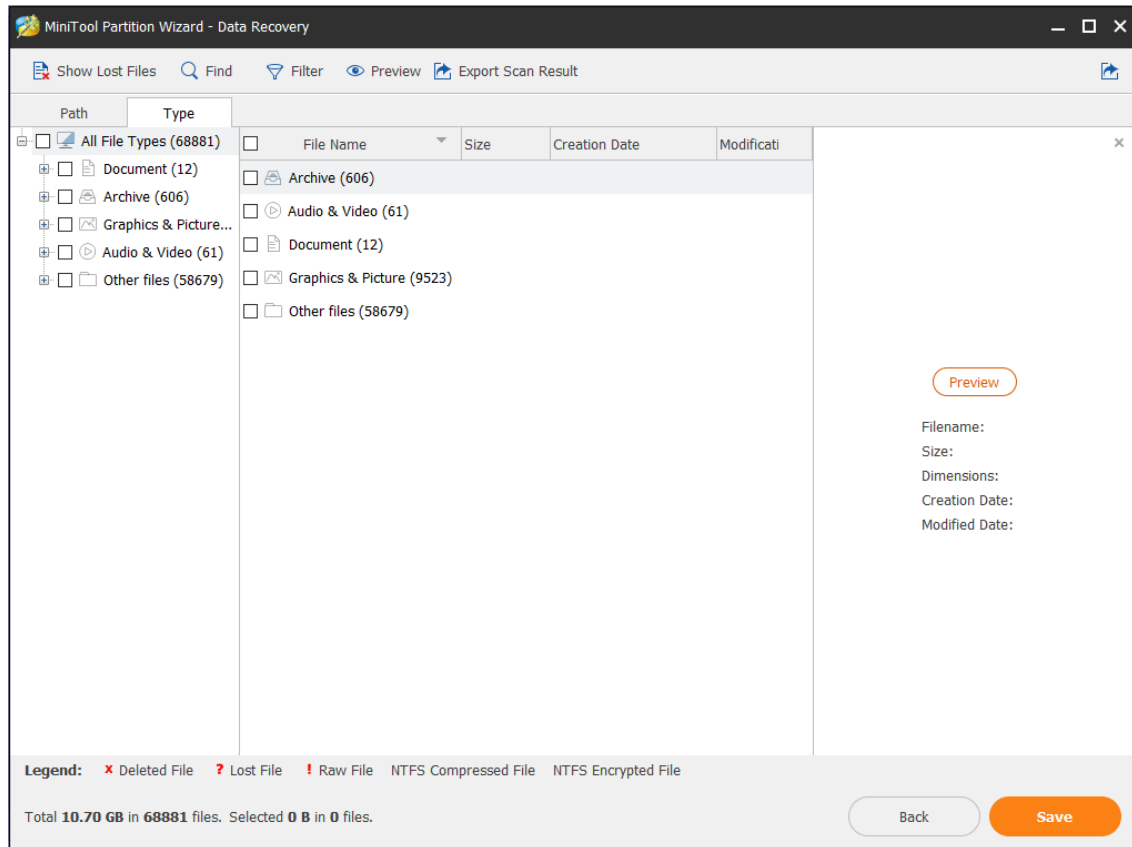 MiniTool Partition Wizard - Data Recovery
Show Lost Files Find Filter Preview Export Scan Result
Path Type
All File Types (68881)
Document (12)
Archive (606)
Graphics & Picture...
Audio & Video (61)
Other files (58679)
File Name Size Creation Date Modificati
Archive (606)
Audio & Video (61)
Document (12)
Graphics & Picture (9523)
Other files (58679)
Preview
Filename:
Size:
Dimensions:
Creation Date:
Modified Date:
Legend: x Deleted File ? Lost File ! Raw File NTFS Compressed File NTFS Encrypted File
Total 10.70 GB in 68881 files. Selected 0 B in 0 files.
Back Save